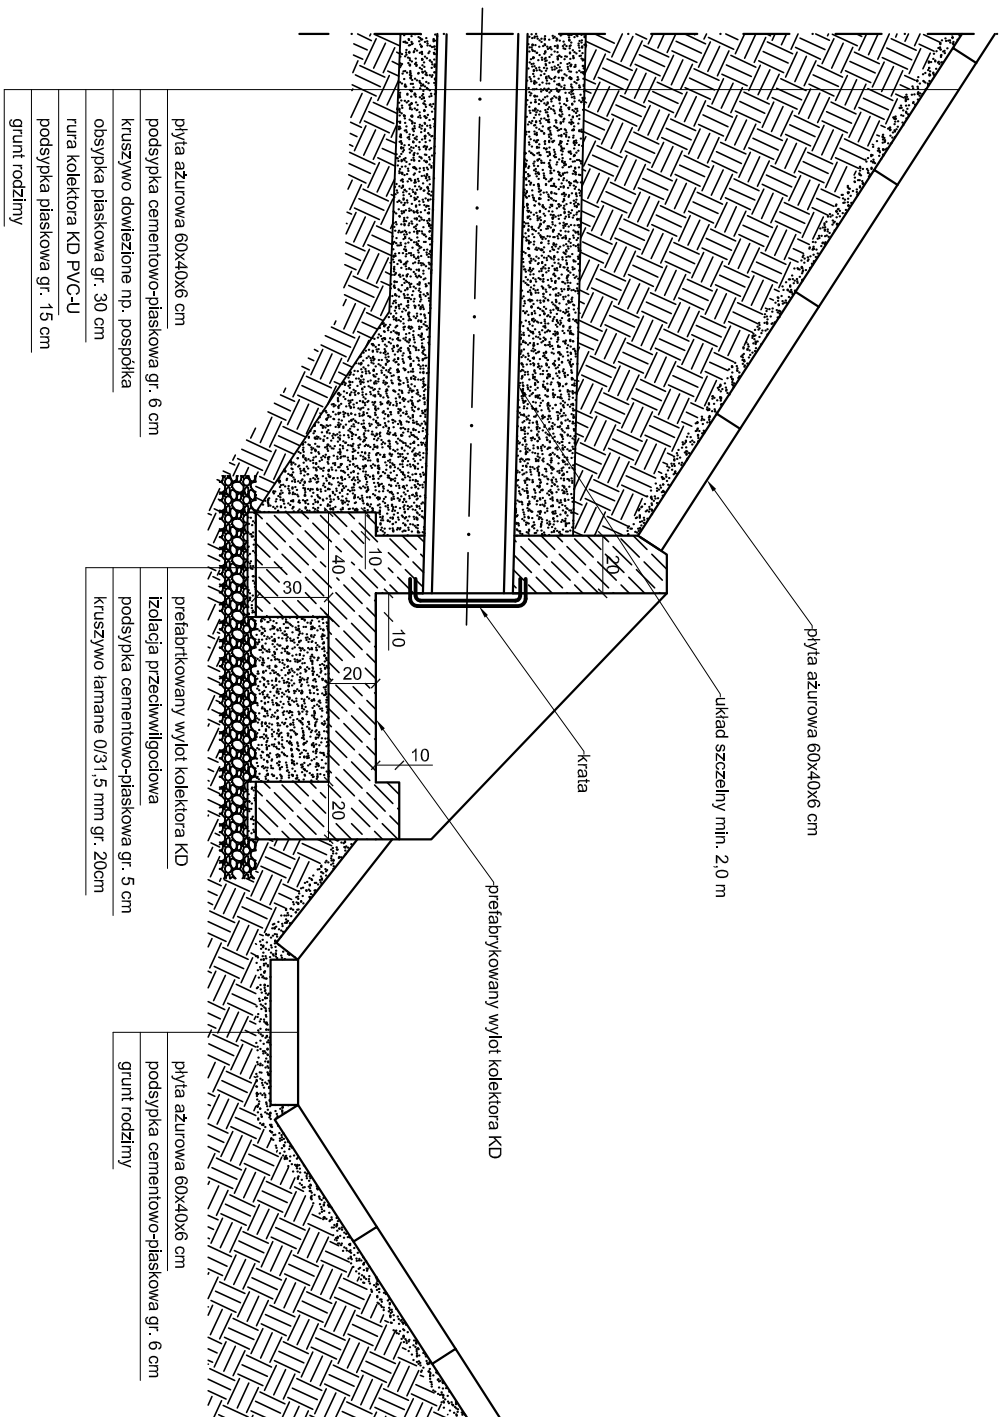 płyta ażurowa 60x40x6 cm
układ szczelny min. 2,0 m
krata
prefabrykowany wylot kolektora KD
20
10
40
30
10
20
10
20
płyta ażurowa 60x40x6 cm
podsypka cementowo-piaskowa gr. 6 cm
kruszywo dowiezione np. pospółka
obsypka piaskowa gr. 30 cm
rura kolektora KD PVC-U
podsypka piaskowa gr. 15 cm
grunt rodzimy
prefabrtkowany wylot kolektora KD
izolacja przeciwwilgociowa
podsypka cementowo-piaskowa gr. 5 cm
kruszywo łamane 0/31,5 mm gr. 20cm
płyta ażurowa 60x40x6 cm
podsypka cementowo-piaskowa gr. 6 cm
grunt rodzimy